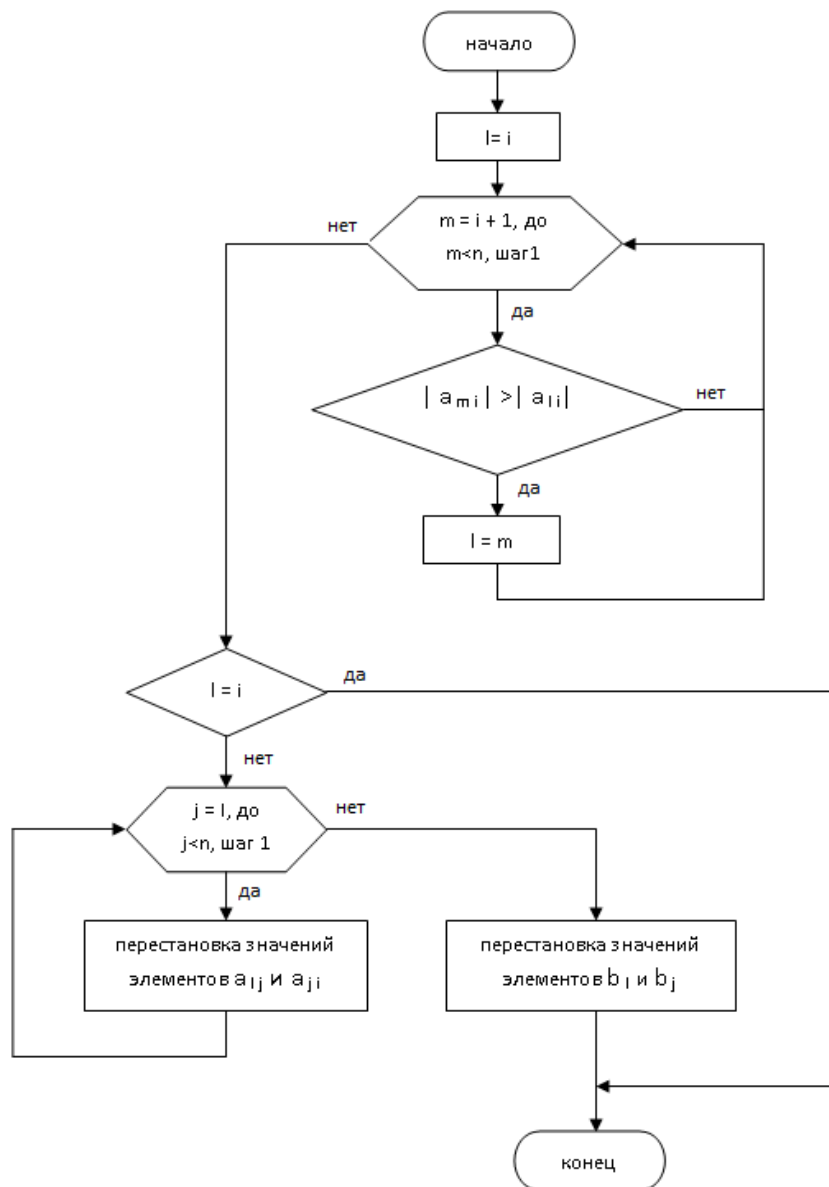 начало
l= i
m = i + 1, до
m<n, шаг1
нет
да
| a m i | >| a l i |
нет
да
l = m
l = i
да
нет
j = l, до
j<n, шаг 1
нет
да
перестановка значений
элементов a l j и a j i
перестановка значений
элементов b l и b j
конец